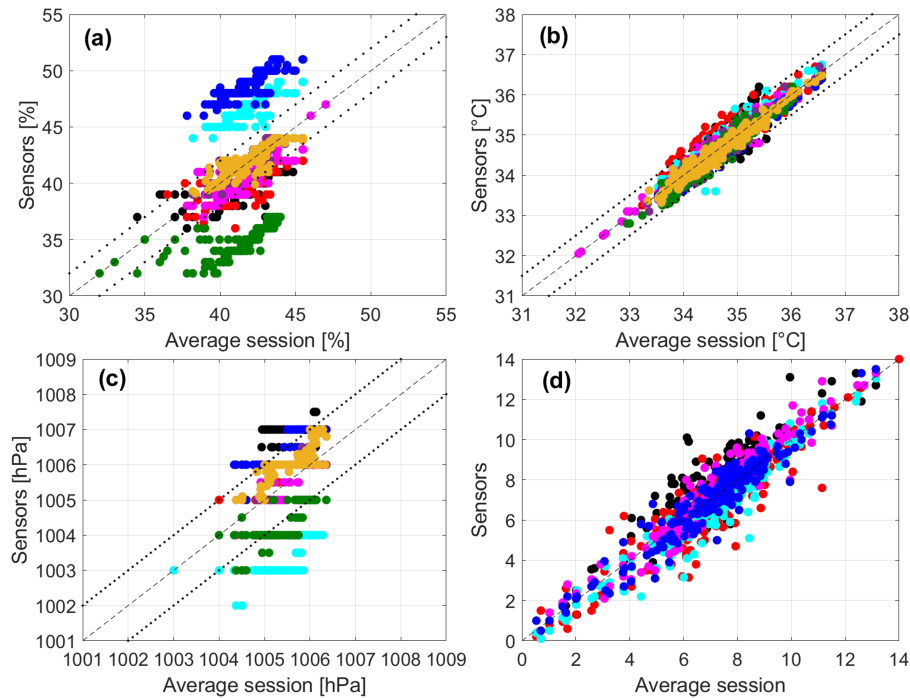 (a)
55
50
45
40
35
30
Sensors [%]
30 35 40 45 50 55
Average session [%]
(b)
38
37
36
35
34
33
32
31
Sensors [°C]
31 32 33 34 35 36 37 38
Average session [°C]
(c)
1009
1008
1007
1006
1005
1004
1003
1002
1001
Sensors [hPa]
1001 1002 1003 1004 1005 1006 1007 1008 1009
Average session [hPa]
(d)
14
12
10
8
6
4
2
0
Sensors
0 2 4 6 8 10 12 14
Average session